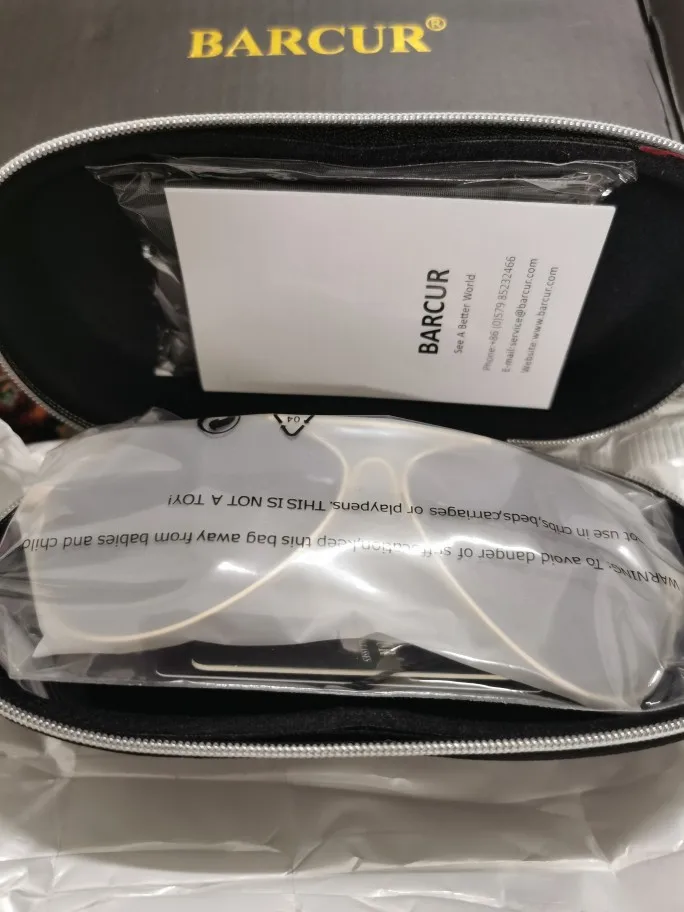 BARCUR®
BARCUR
See A Better World
Phone:+86 (0)579 85232466
E-mail:service@barcur.com
Website:www.barcur.com
04
WARNING: To avoid danger of suffocation,keep this bag away from babies and child
ot use in cribs,beds,carriages or playpens. THIS IS NOT A TOY!